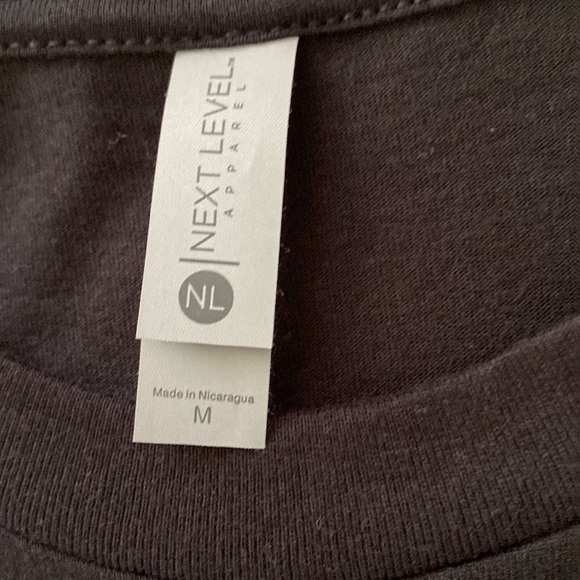 NL
NEXT LEVEL™
APPAREL
Made in Nicaragua
M